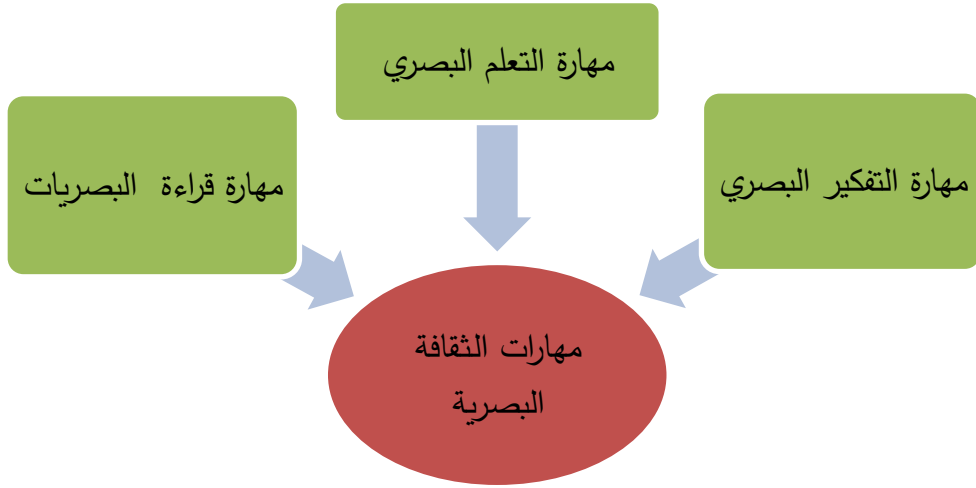 مهارة التعلم البصري
مهارة التفكير البصري
مهارة قراءة البصريات
مهارات الثقافة
البصرية